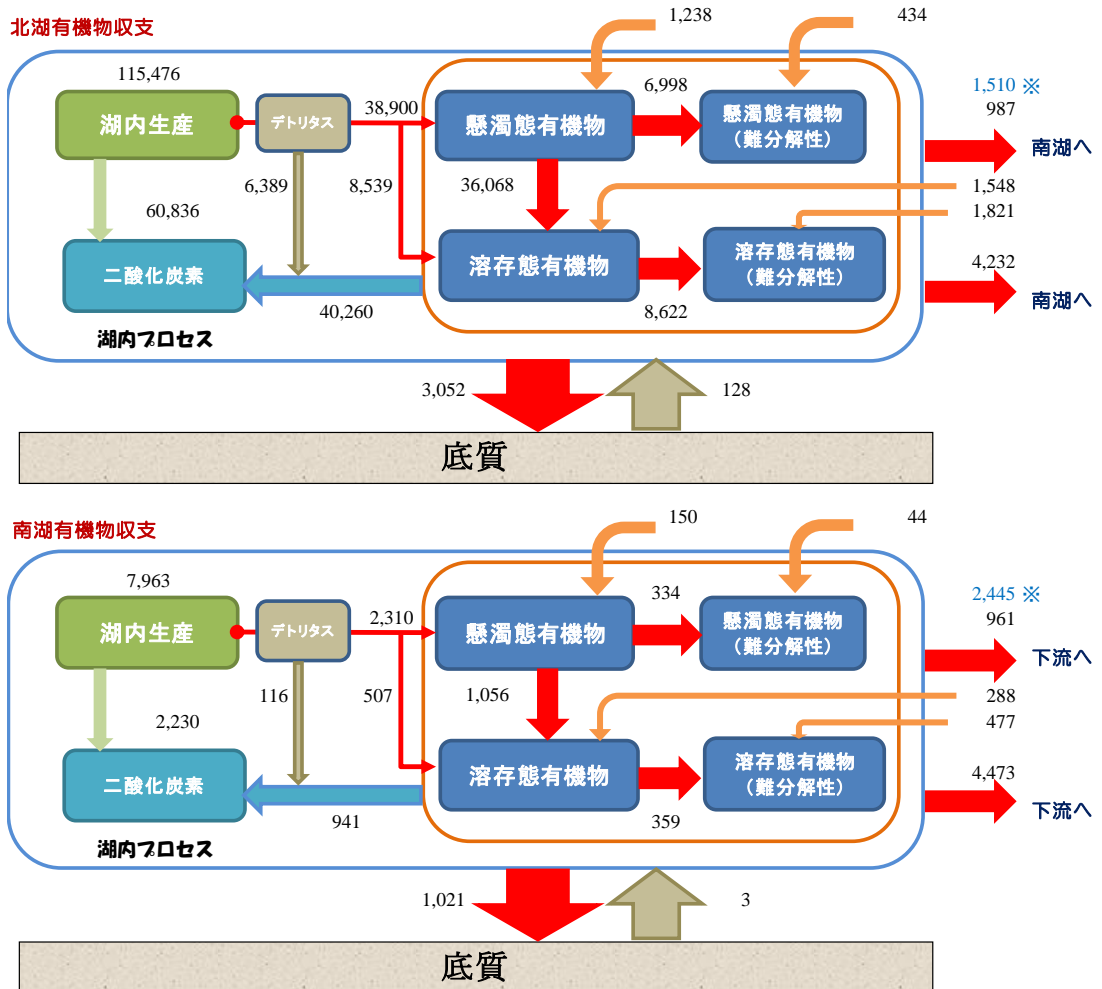 北湖有機物収支
1,238
434
115,476
湖内生産
デトリタス
38,900
懸濁態有機物
6,998
懸濁態有機物
(難分解性)
1,510 ※
987
南湖へ
6,389
8,539
36,068
1,548
1,821
60,836
二酸化炭素
溶存態有機物
溶存態有機物
(難分解性)
4,232
南湖へ
40,260
8,622
湖内プロセス
3,052
128
底質
南湖有機物収支
150
44
7,963
湖内生産
デトリタス
2,310
懸濁態有機物
334
懸濁態有機物
(難分解性)
2,445 ※
961
下流へ
116
507
1,056
288
477
2,230
二酸化炭素
溶存態有機物
溶存態有機物
(難分解性)
4,473
下流へ
941
359
湖内プロセス
1,021
3
底質